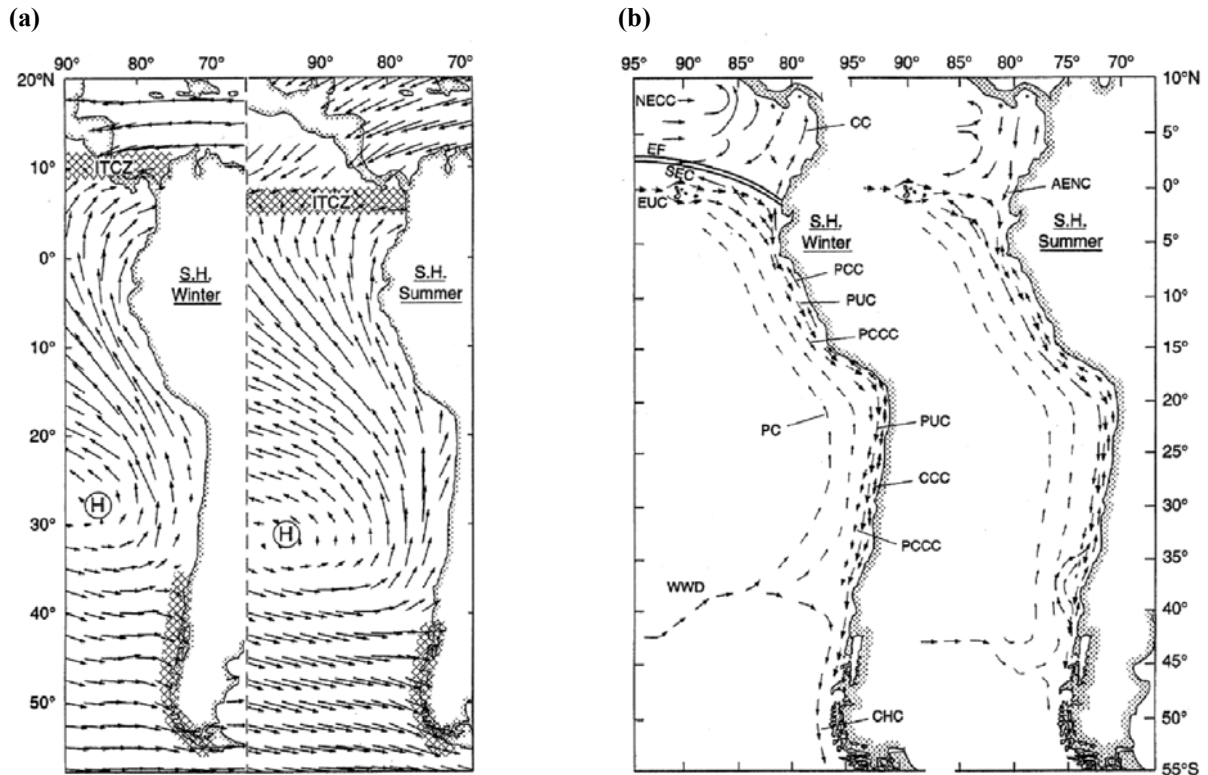 (a)
(b)
90° 80° 70° 90° 80° 70°
20°N
10°
0°
10°
20°
30°
40°
50°
ITCZ
ITCZ
S.H.
Winter
S.H.
Summer
H
H
95° 90° 85° 80° 90° 85° 80° 75° 70°
10°N
5°
0°
5°
10°
15°
20°
25°
30°
35°
40°
45°
50°
55°S
NECC
CC
EF
SEC
EUC
AENC
S.H.
Winter
S.H.
Summer
PCC
PUC
PCCC
PC
PUC
CCC
PCCC
WWD
CHC